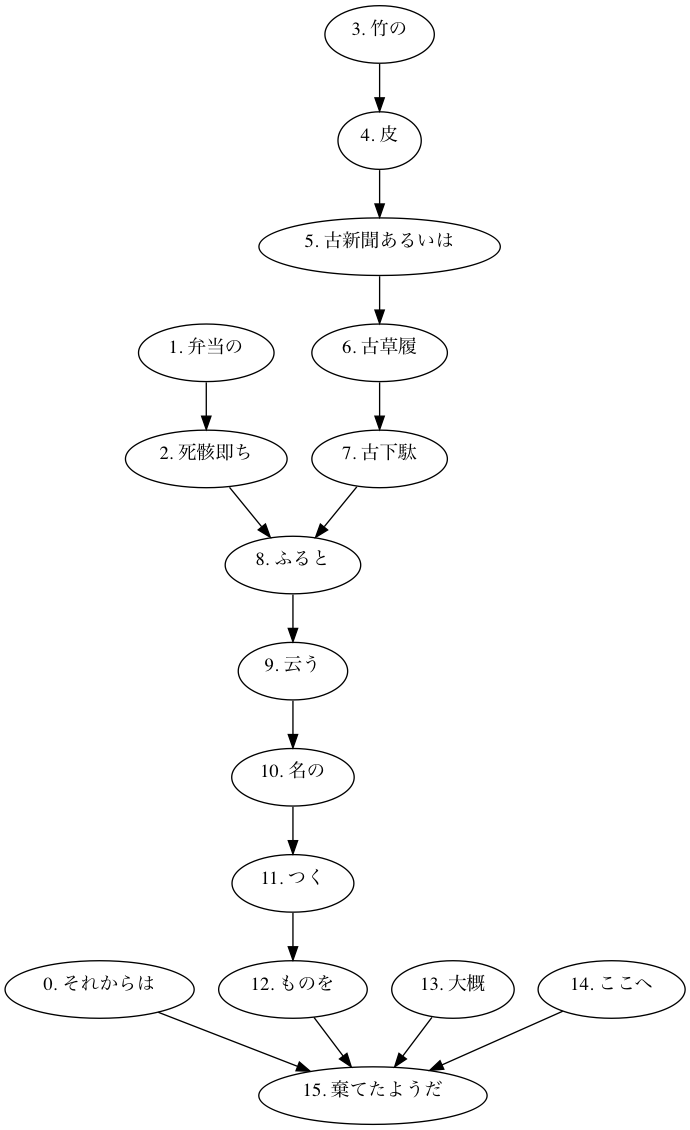 3. 竹の
4. 皮
5. 古新聞あるいは
1. 弁当の
6. 古草履
2. 死骸即ち
7. 古下駄
8. ふると
9. 云う
10. 名の
11. つく
0. それからは
12. ものを
13. 大概
14. ここへ
15. 棄てたようだ